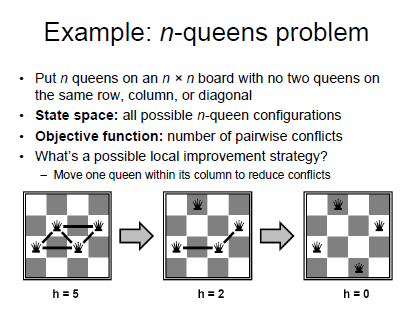 Example: n-queens problem
• Put n queens on an n × n board with no two queens on
the same row, column, or diagonal
• State space: all possible n-queen configurations
• Objective function: number of pairwise conflicts
• What's a possible local improvement strategy?
– Move one queen within its column to reduce conflicts
h = 5 h = 2 h = 0